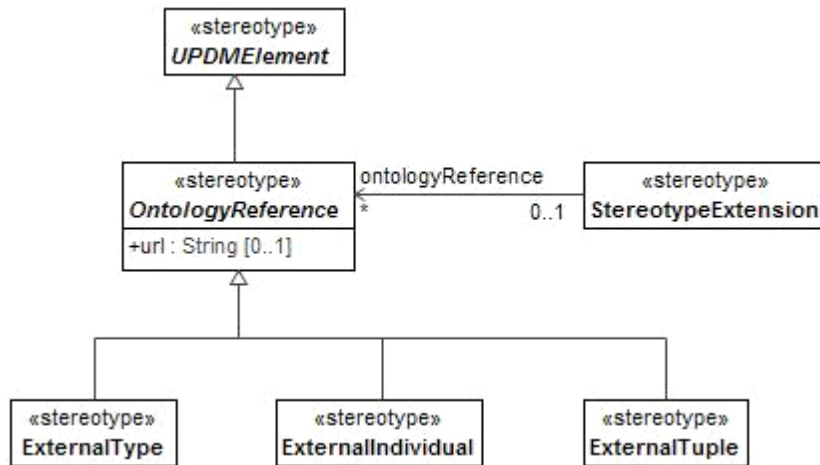 «stereotype»
UPDMElement
«stereotype»
OntologyReference
+url : String [0..1]
ontologyReference
*
0..1
«stereotype»
StereotypeExtension
«stereotype»
ExternalType
«stereotype»
ExternalIndividual
«stereotype»
ExternalTuple